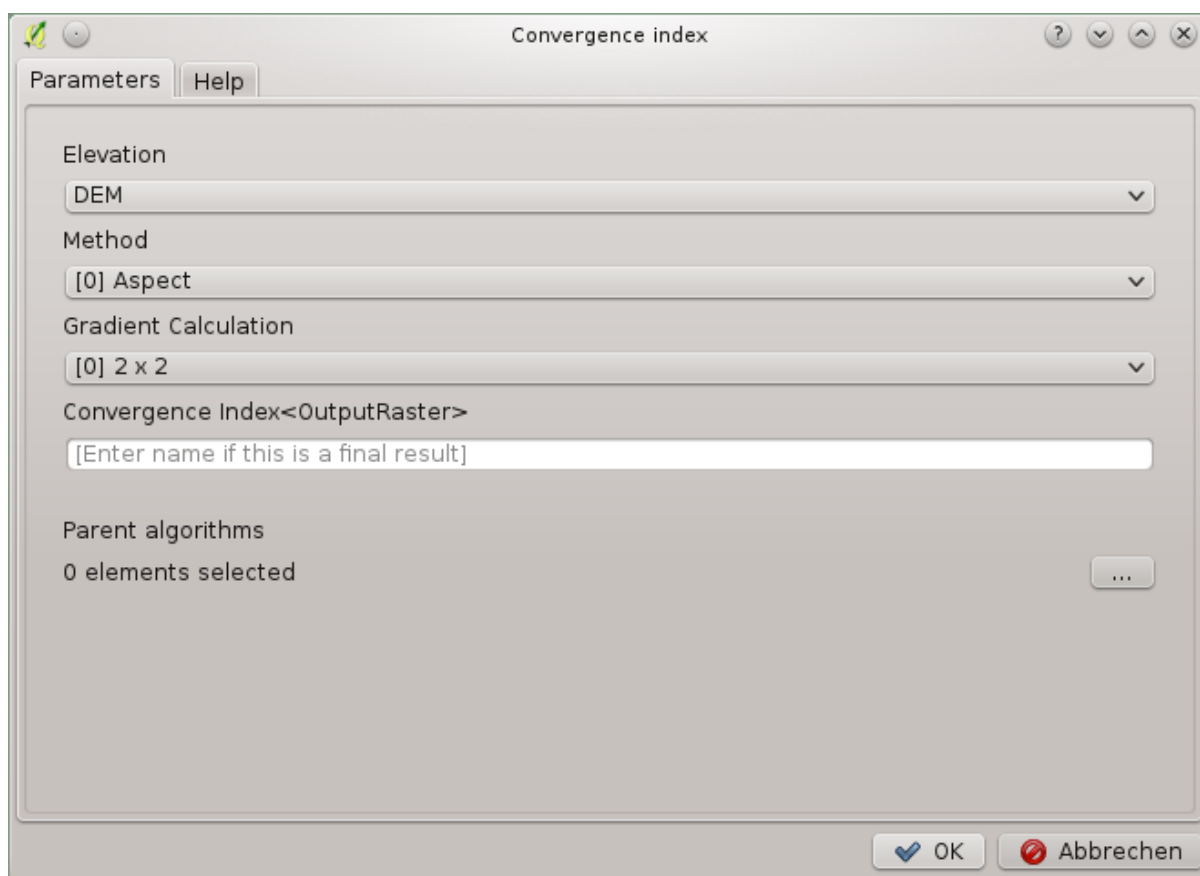 Convergence index
Parameters
Help
Elevation
DEM
Method
[0] Aspect
Gradient Calculation
[0] 2 x 2
Convergence Index<OutputRaster>
[Enter name if this is a final result]
Parent algorithms
0 elements selected
...
OK
Abbrechen